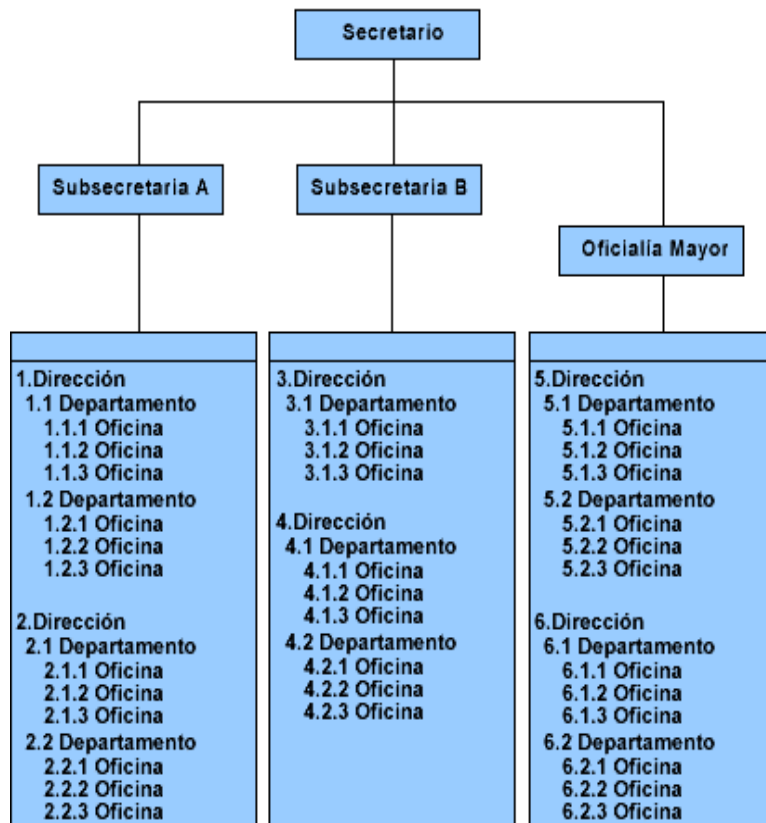 Secretario
Subsecretaria A
Subsecretaria B
Oficialía Mayor
1.Dirección
1.1 Departamento
1.1.1 Oficina
1.1.2 Oficina
1.1.3 Oficina
1.2 Departamento
1.2.1 Oficina
1.2.2 Oficina
1.2.3 Oficina
2.Dirección
2.1 Departamento
2.1.1 Oficina
2.1.2 Oficina
2.1.3 Oficina
2.2 Departamento
2.2.1 Oficina
2.2.2 Oficina
2.2.3 Oficina
3.Dirección
3.1 Departamento
3.1.1 Oficina
3.1.2 Oficina
3.1.3 Oficina
4.Dirección
4.1 Departamento
4.1.1 Oficina
4.1.2 Oficina
4.1.3 Oficina
4.2 Departamento
4.2.1 Oficina
4.2.2 Oficina
4.2.3 Oficina
5.Dirección
5.1 Departamento
5.1.1 Oficina
5.1.2 Oficina
5.1.3 Oficina
5.2 Departamento
5.2.1 Oficina
5.2.2 Oficina
5.2.3 Oficina
6.Dirección
6.1 Departamento
6.1.1 Oficina
6.1.2 Oficina
6.1.3 Oficina
6.2 Departamento
6.2.1 Oficina
6.2.2 Oficina
6.2.3 Oficina